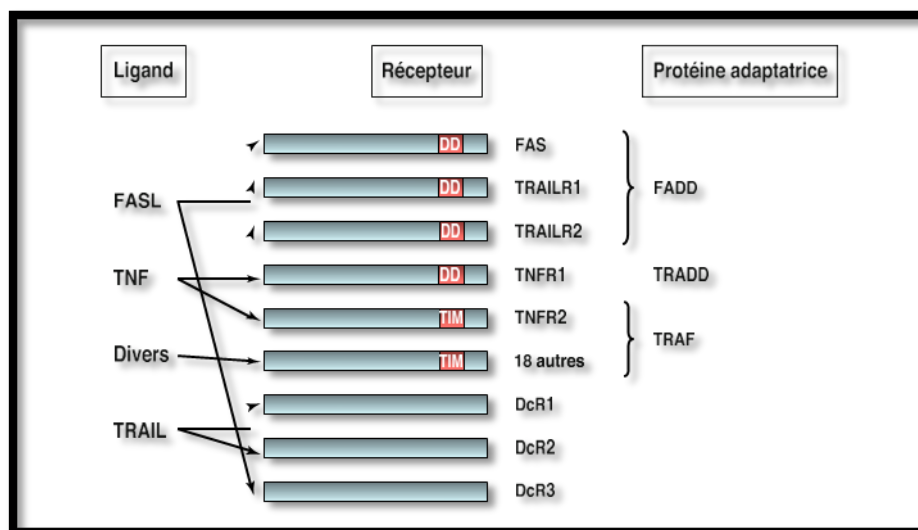 Ligand Récepteur Protéine adaptatrice
DD FAS
FASL DD TRAILR1 FADD
DD TRAILR2
TNF DD TNFR1 TRADD
TIM TNFR2
Divers TIM 18 autres TRAF
DcR1
TRAIL DcR2
DcR3